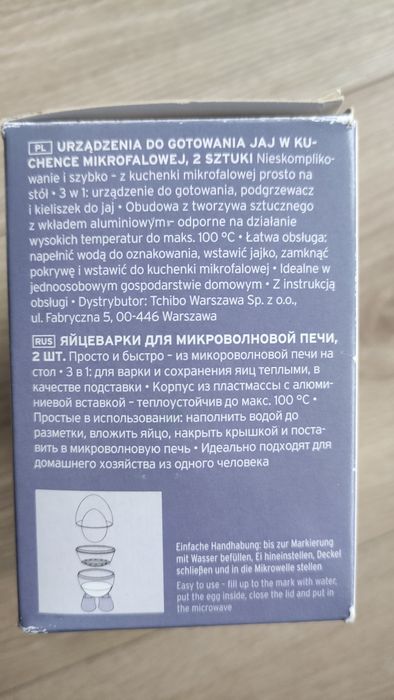 PL URZĄDZENIA DO GOTOWANIA JAJ W KU-
CHENCE MIKROFALOWEJ, 2 SZTUKI Nieskompliko-
wanie i szybko – z kuchenki mikrofalowej prosto na
stół • 3 w 1: urządzenie do gotowania, podgrzewacz
i kieliszek do jaj • Obudowa z tworzywa sztucznego
z wkładem aluminiowym – odporne na działanie
wysokich temperatur do maks. 100 °C • Łatwa obsługa:
napełnić wodą do oznakowania, wstawić jajko, zamknąć
pokrywę i wstawić do kuchenki mikrofalowej • Idealne w
jednoosobowym gospodarstwie domowym • Z instrukcją
obsługi • Dystrybutor: Tchibo Warszawa Sp. z o.o.,
ul. Fabryczna 5, 00-446 Warszawa
RUS ЯЙЦЕВАРКИ ДЛЯ МИКРОВОЛНОВОЙ ПЕЧИ,
2 ШТ. Просто и быстро – из микороволновой печи на
стол • 3 в 1: для варки и сохранения яиц теплыми, в
качестве подставки • Корпус из пластмассы с алюми-
ниевой вставкой – теплоустойчив до макс. 100 °C •
Простые в использовании: наполнить водой до
разметки, вложить яйцо, накрыть крышкой и поста-
вить в микроволновую печь • Идеально подходят для
домашнего хозяйства из одного человека
Einfache Handhabung: bis zur Markierung
mit Wasser befüllen, Ei hineinstellen, Deckel
schließen und in die Mikrowelle stellen
Easy to use – fill up to the mark with water,
put the egg inside, close the lid and put in
the microwave